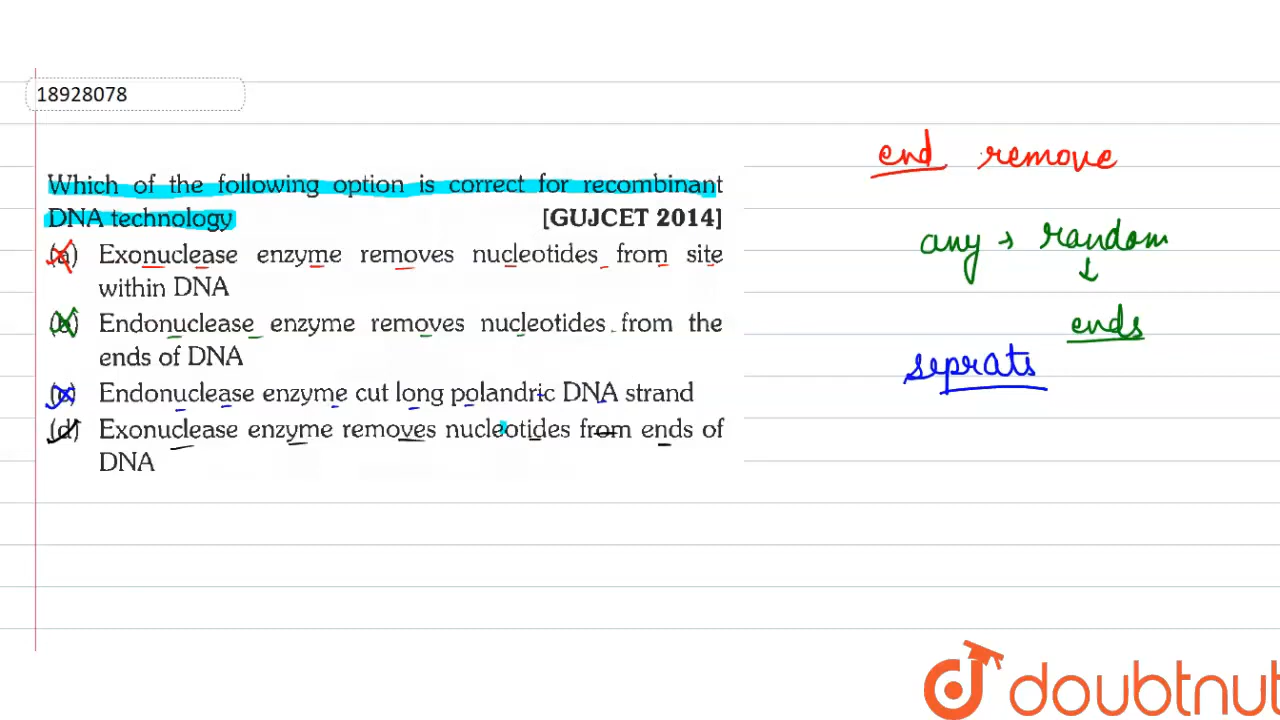 18928078
Which of the following option is correct for recombinant
DNA technology [GUJCET 2014]
(a) Exonuclease enzyme removes nucleotides from site
within DNA
(b) Endonuclease enzyme removes nucleotides from the
ends of DNA
(c) Endonuclease enzyme cut long polandric DNA strand
(d) Exonuclease enzyme removes nucleotides from ends of
DNA
end remove
any → random
↓
ends
seprats
doubtnut